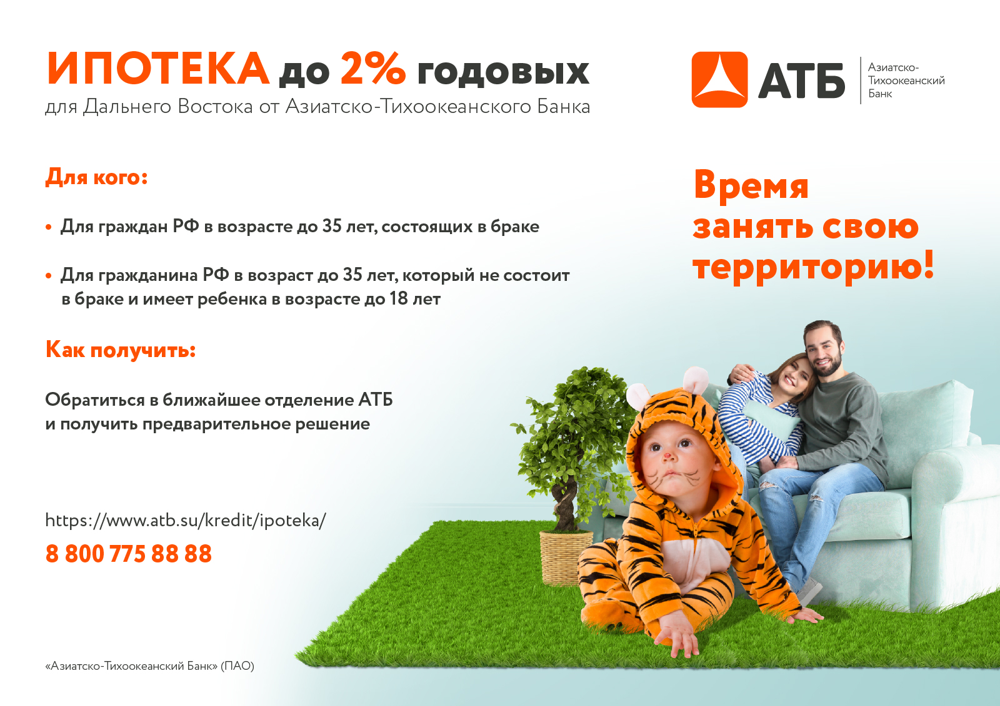 ИПОТЕКА до 2% годовых
для Дальнего Востока от Азиатско-Тихоокеанского Банка
АТБ
Азиатско-
Тихоокеанский
Банк
Для кого:
• Для граждан РФ в возрасте до 35 лет, состоящих в браке
• Для гражданина РФ в возраст до 35 лет, который не состоит
в браке и имеет ребенка в возрасте до 18 лет
Как получить:
Обратиться в ближайшее отделение АТБ
и получить предварительное решение
https://www.atb.su/kredit/ipoteka/
8 800 775 88 88
«Азиатско-Тихоокеанский Банк» (ПАО)
Время
занять свою
территорию!